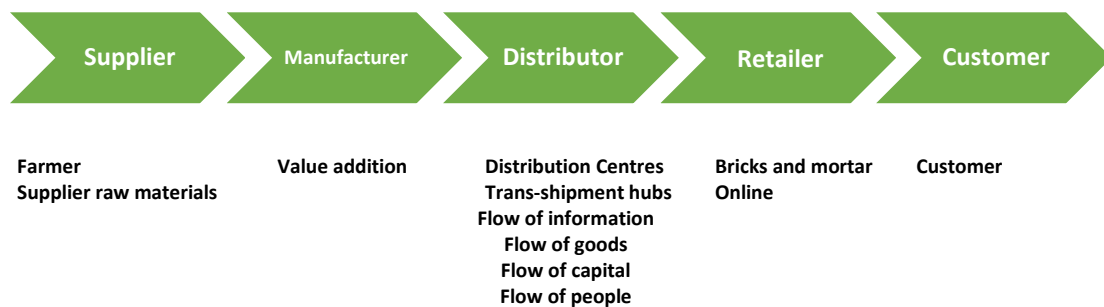 Supplier
Manufacturer
Distributor
Retailer
Customer
Farmer
Supplier raw materials
Value addition
Distribution Centres
Trans-shipment hubs
Flow of information
Flow of goods
Flow of capital
Flow of people
Bricks and mortar
Online
Customer